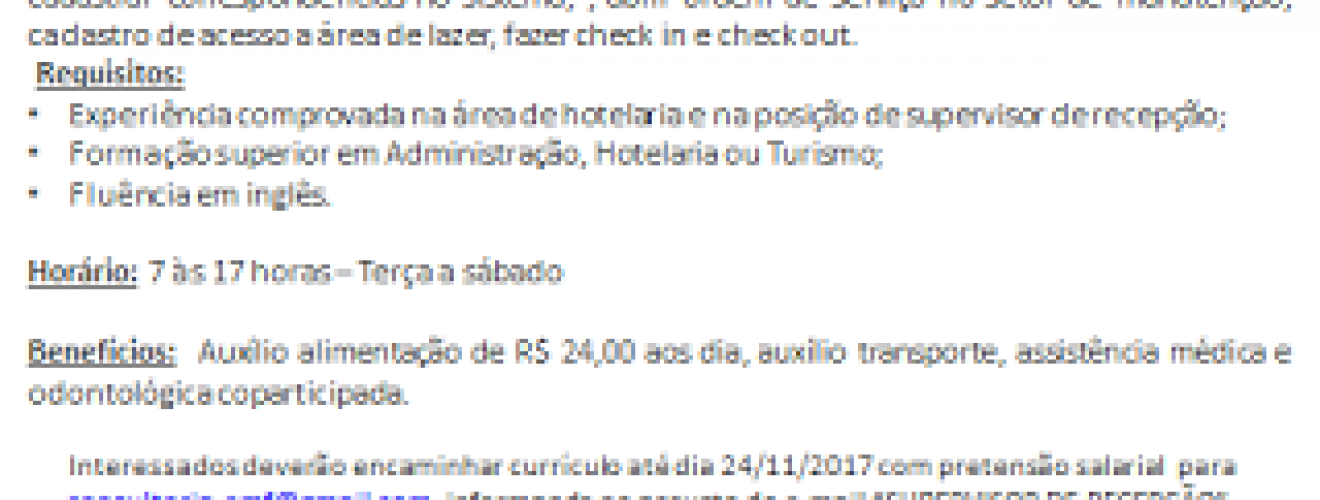 cadastrar correspondências no sistema, , abrir ordem de serviço no setor de manutenção,
cadastro de acesso a área de lazer, fazer check in e check out.
Requisitos:
• Experiência comprovada na área de hotelaria e na posição de supervisor de recepção;
• Formação superior em Administração, Hotelaria ou Turismo;
• Fluência em inglês.
Horário: 7 às 17 horas – Terça a sábado
Benefícios: Auxílio alimentação de R$ 24,00 aos dia, auxílio transporte, assistência médica e
odontológica coparticipada.
Interessados deverão encaminhar currículo até dia 24/11/2017 com pretensão salarial para
informando no assunto do e-mail "SUPERVISOR DE RECEPÇÃO"